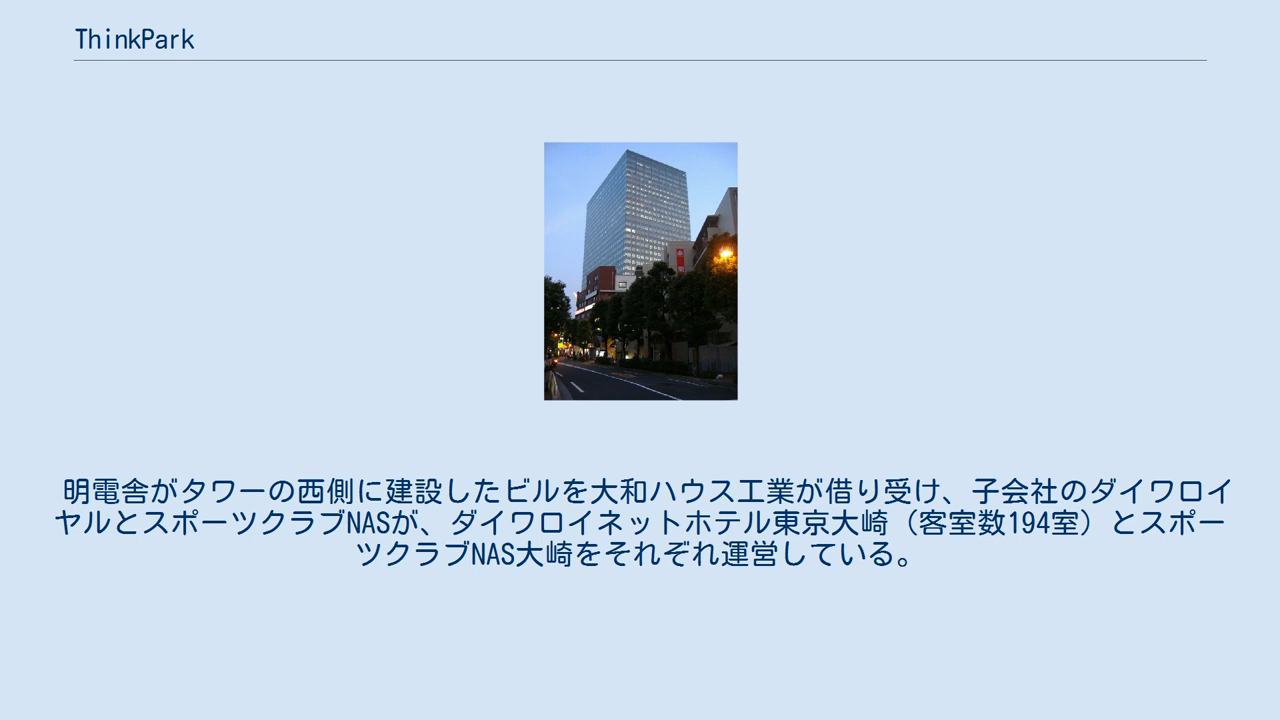 ThinkPark
明電舎がタワーの西側に建設したビルを大和ハウス工業が借り受け、子会社のダイワロイ
ヤルとスポーツクラブNASが、ダイワロイネットホテル東京大崎（客室数194室）とスポー
ツクラブNAS大崎をそれぞれ運営している。